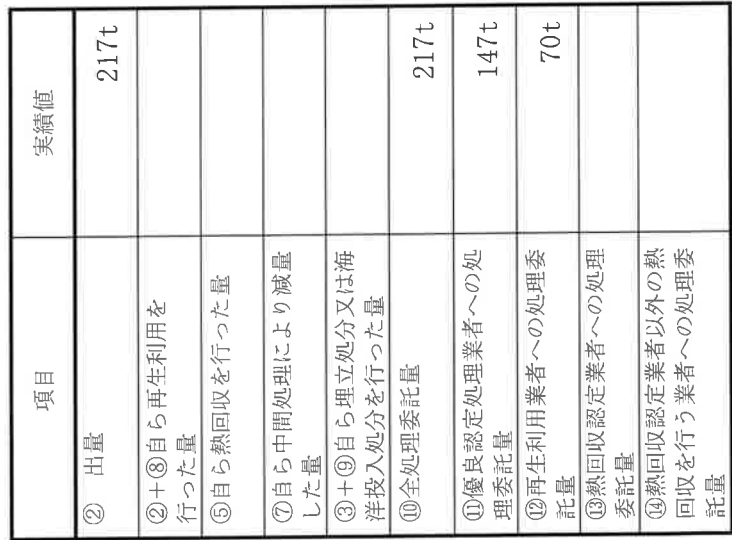 項目 実績値
② 出量 217t
②+⑧自ら再生利用を
行った量
⑤自ら熱回収を行った量
⑦自ら中間処理により減量
した量
③+⑨自ら埋立処分又は海
洋投入処分を行った量
⑩全処理委託量 217t
⑪優良認定処理業者への処
理委託量 147t
⑫再生利用業者への処理委
託量 70t
⑬熱回収認定業者への処理
委託量
⑭熱回収認定業者以外の熱
回収を行う業者への処理委
託量